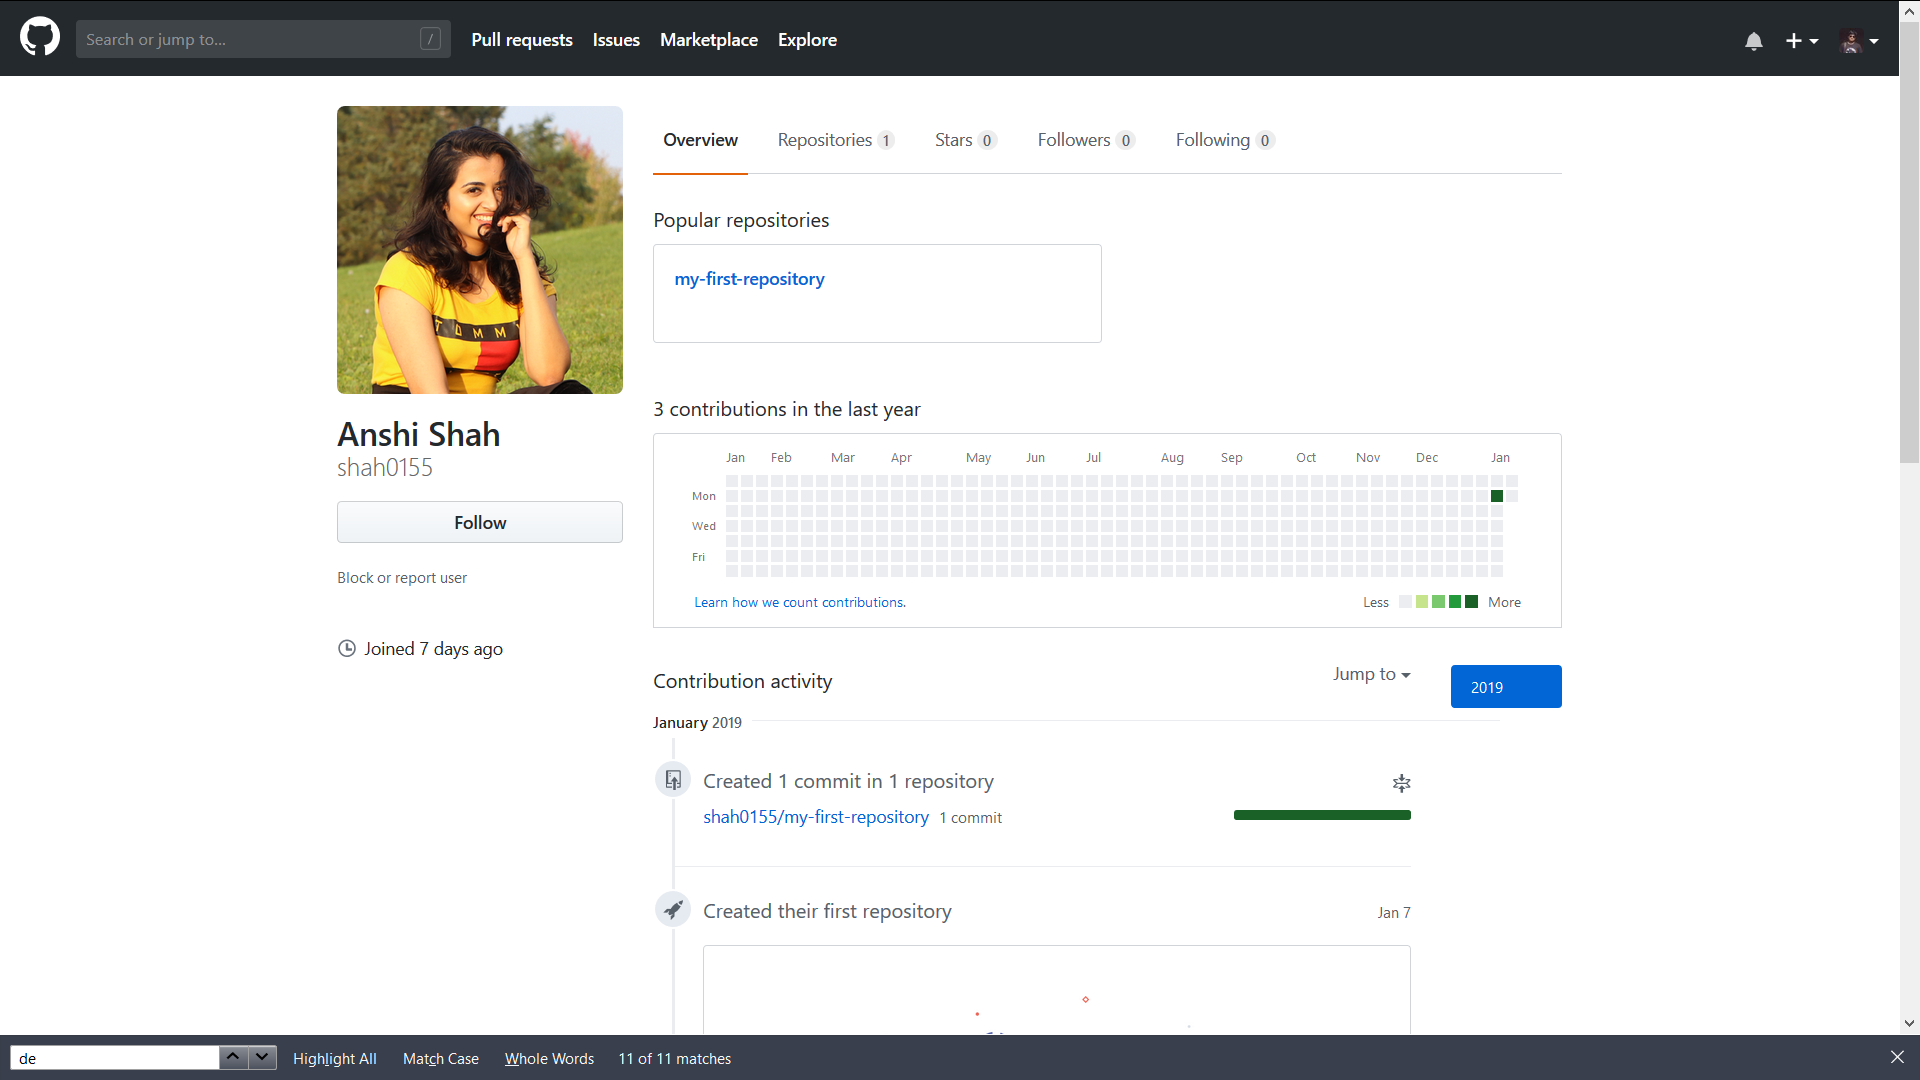 Search or jump to... /
Pull requests Issues Marketplace Explore
Overview Repositories 1 Stars 0 Followers 0 Following 0
TOMMY
Anshi Shah
shah0155
Follow
Block or report user
Joined 7 days ago
Popular repositories
my-first-repository
3 contributions in the last year
Jan Feb Mar Apr May Jun Jul Aug Sep Oct Nov Dec Jan
Mon
Wed
Fri
Learn how we count contributions.
Less More
Contribution activity
Jump to
2019
January 2019
Created 1 commit in 1 repository
shah0155/my-first-repository 1 commit
Created their first repository
Jan 7
de
Highlight All Match Case Whole Words 11 of 11 matches